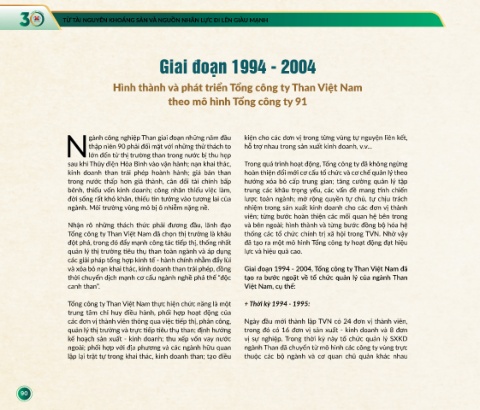 30
TỪ TÀI NGUYÊN KHOÁNG SẢN VÀ NGUỒN NHÂN LỰC ĐI LÊN GIÀU MẠNH
Giai đoạn 1994 - 2004
Hình thành và phát triển Tổng công ty Than Việt Nam
theo mô hình Tổng công ty 91
Ngành công nghiệp Than giai đoạn những năm đầu
thập niên 90 phải đối mặt với những thử thách to
lớn đến từ thị trường than trong nước bị thu hẹp
sau khi Thủy điện Hòa Bình vào vận hành; nạn khai thác,
kinh doanh than trái phép hoành hành; giá bán than
trong nước thấp hơn giá thành, cân đối tài chính bấp
bênh, thiếu vốn kinh doanh; công nhân thiếu việc làm,
đời sống rất khó khăn, thiếu tin tưởng vào tương lai của
ngành. Môi trường vùng mỏ bị ô nhiễm nặng nề.
Nhận rõ những thách thức phải đương đầu, lãnh đạo
Tổng công ty Than Việt Nam đã chọn thị trường là khâu
đột phá, trong đó đẩy mạnh công tác tiếp thị, thống nhất
quản lý thị trường tiêu thụ than toàn ngành và áp dụng
các giải pháp tổng hợp kinh tế - hành chính nhằm đẩy lùi
và xóa bỏ nạn khai thác, kinh doanh than trái phép, đồng
thời chuyển dịch mạnh cơ cấu ngành nghề phá thế "độc
canh than".
Tổng công ty Than Việt Nam thực hiện chức năng là một
trung tâm chỉ huy điều hành, phối hợp hoạt động của
các đơn vị thành viên thông qua việc tiếp thị, phân công,
quản lý thị trường và trực tiếp tiêu thụ than; định hướng
kế hoạch sản xuất - kinh doanh; thu xếp vốn vay nước
ngoài; phối hợp với địa phương và các ngành hữu quan
lập lại trật tự trong khai thác, kinh doanh than; tạo điều
kiện cho các đơn vị trong từng vùng tự nguyện liên kết,
hỗ trợ nhau trong sản xuất kinh doanh, v.v...
Trong quá trình hoạt động, Tổng công ty đã không ngừng
hoàn thiện đổi mới cơ cấu tổ chức và cơ chế quản lý theo
hướng xóa bỏ cấp trung gian; tăng cường quản lý tập
trung các khâu trọng yếu, các vấn đề mang tính chiến
lược toàn ngành; mở rộng quyền tự chủ, tự chịu trách
nhiệm trong sản xuất kinh doanh cho các đơn vị thành
viên; từng bước hoàn thiện các mối quan hệ bên trong
và bên ngoài; hình thành và từng bước đồng bộ hóa hệ
thống các tổ chức chính trị xã hội trong TVN. Nhờ vậy
đã tạo ra một mô hình Tổng công ty hoạt động đạt hiệu
lực và hiệu quả cao.
Giai đoạn 1994 - 2004, Tổng công ty Than Việt Nam đã
tạo ra bước ngoặt về tổ chức quản lý của ngành Than
Việt Nam, cụ thể:
+ Thời kỳ 1994 - 1995:
Ngày đầu mới thành lập TVN có 24 đơn vị thành viên,
trong đó có 16 đơn vị sản xuất - kinh doanh và 8 đơn
vị sự nghiệp. Trong thời kỳ này tổ chức quản lý SXKD
ngành Than đã chuyển từ mô hình các công ty vùng trực
thuộc các bộ ngành và cơ quan chủ quản khác nhau
90